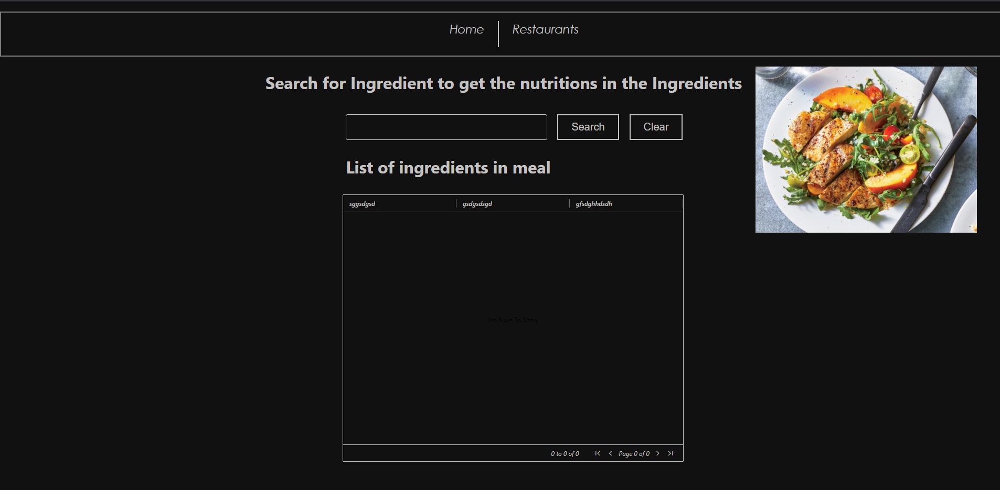 Home
Restaurants
Search for Ingredient to get the nutritions in the Ingredients
Search
Clear
List of ingredients in meal
sggsdgsd gsdgsdsgd gfsdghhdsdh
No Rows To Show
0 to 0 of 0 Page 0 of 0